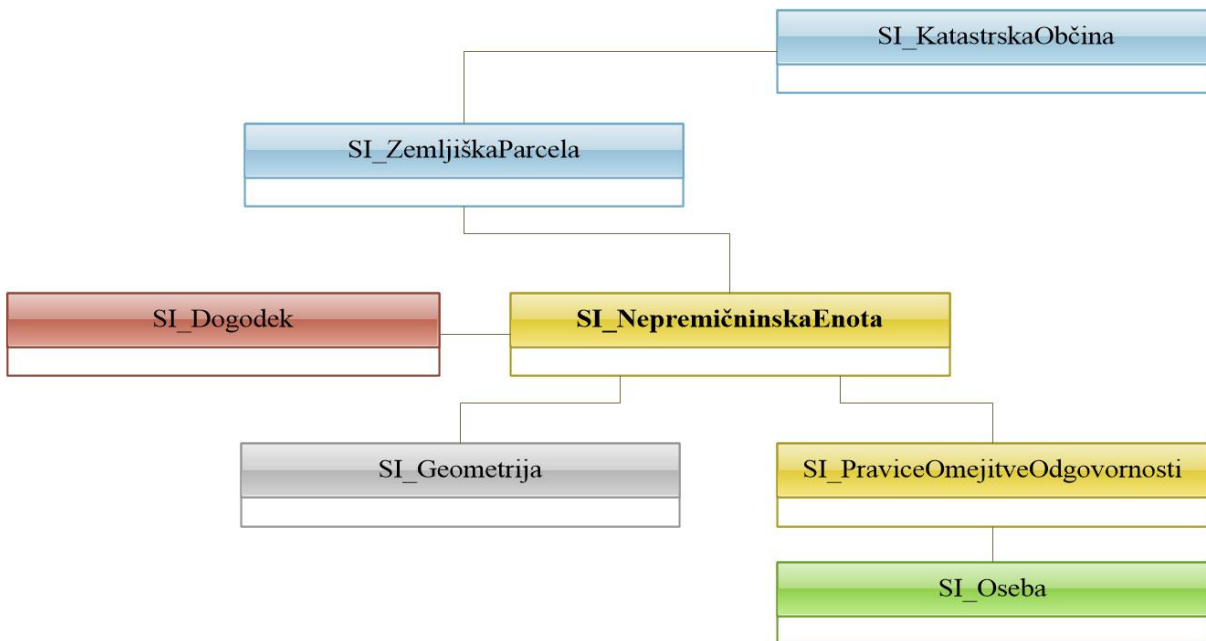 SI_KatastrskaObčina
SI_ZemljiškaParcela
SI_Dogodek
SI_NepremičninskaEnota
SI_Geometrija
SI_PraviceOmejitveOdgovornosti
SI_Oseba